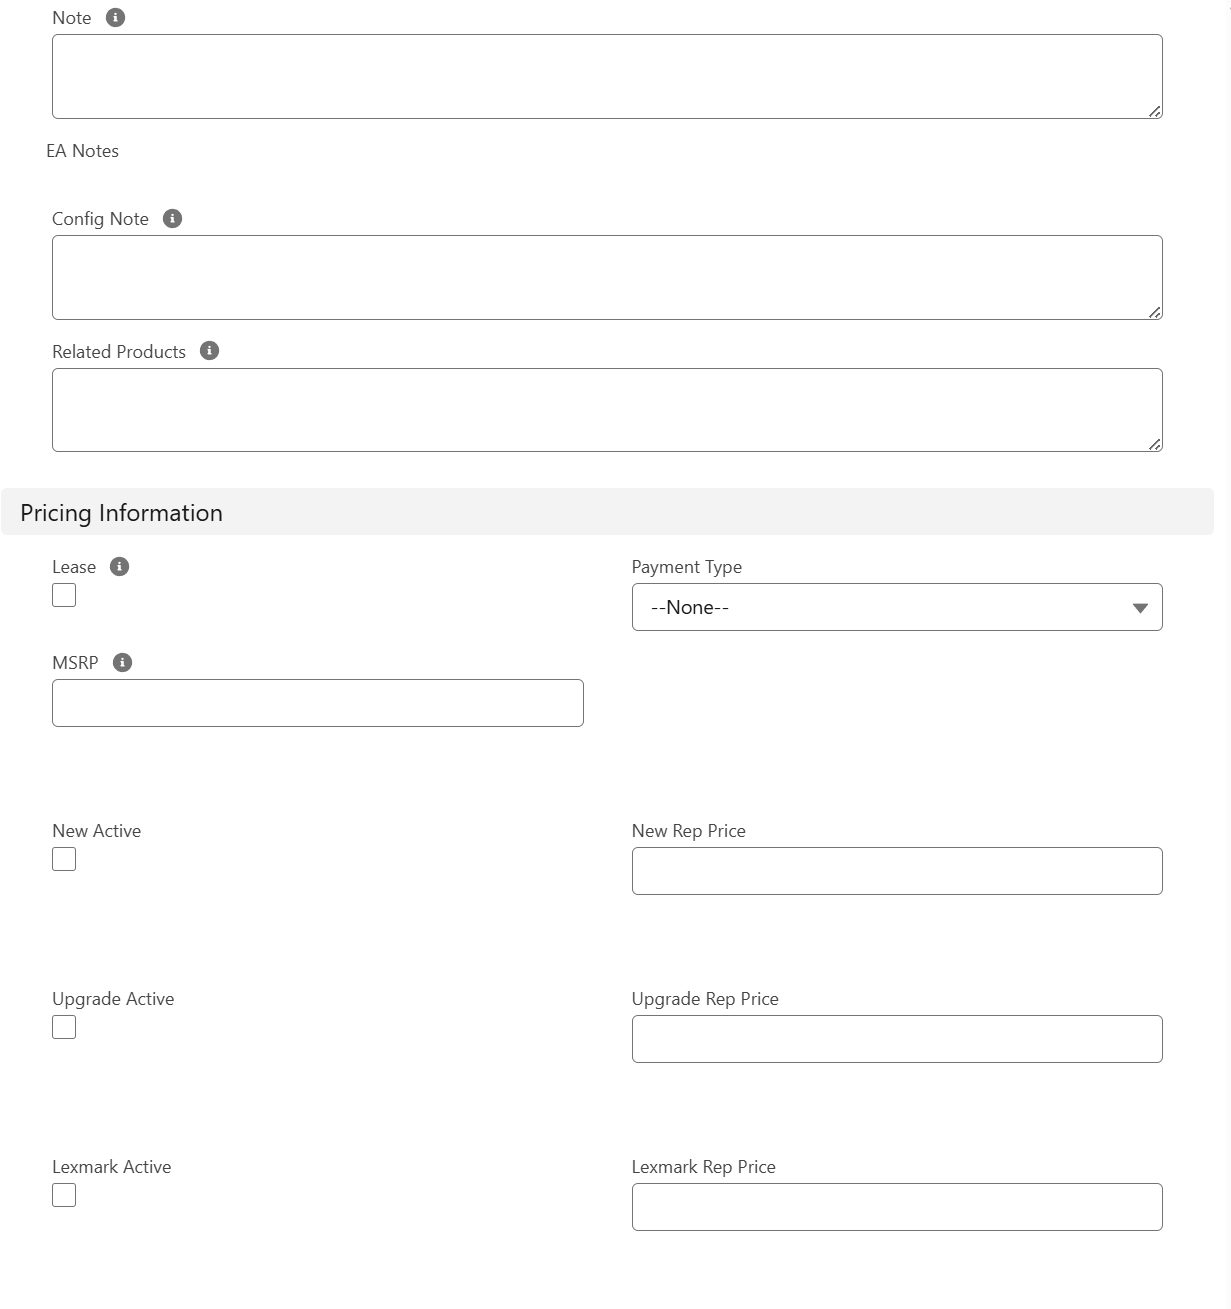 Note
EA Notes
Config Note
Related Products
Pricing Information
Lease
Payment Type
--None--
MSRP
New Active
New Rep Price
Upgrade Active
Upgrade Rep Price
Lexmark Active
Lexmark Rep Price